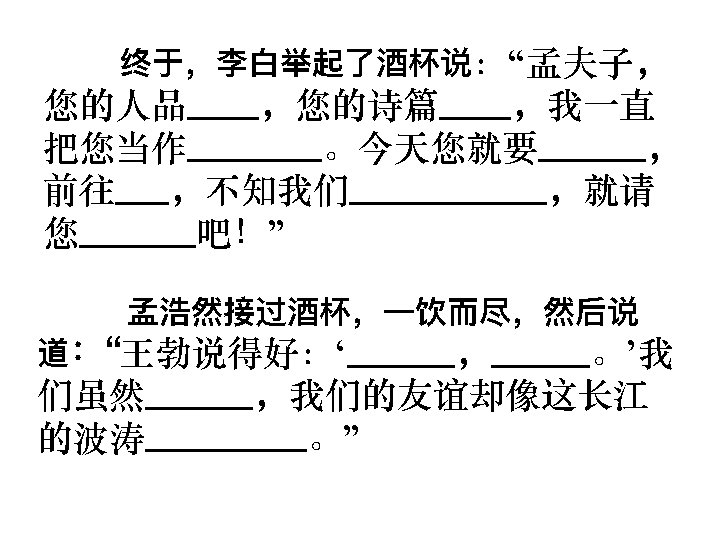 终于，李白举起了酒杯说：“孟夫子，
您的人品____，您的诗篇____，我一直
把您当作_______。今天您就要______，
前往___，不知我们___________，就请
您______吧！”
孟浩然接过酒杯，一饮而尽，然后说
道：“王勃说得好：‘______，_____。’我
们虽然______，我们的友谊却像这长江
的波涛_________。”